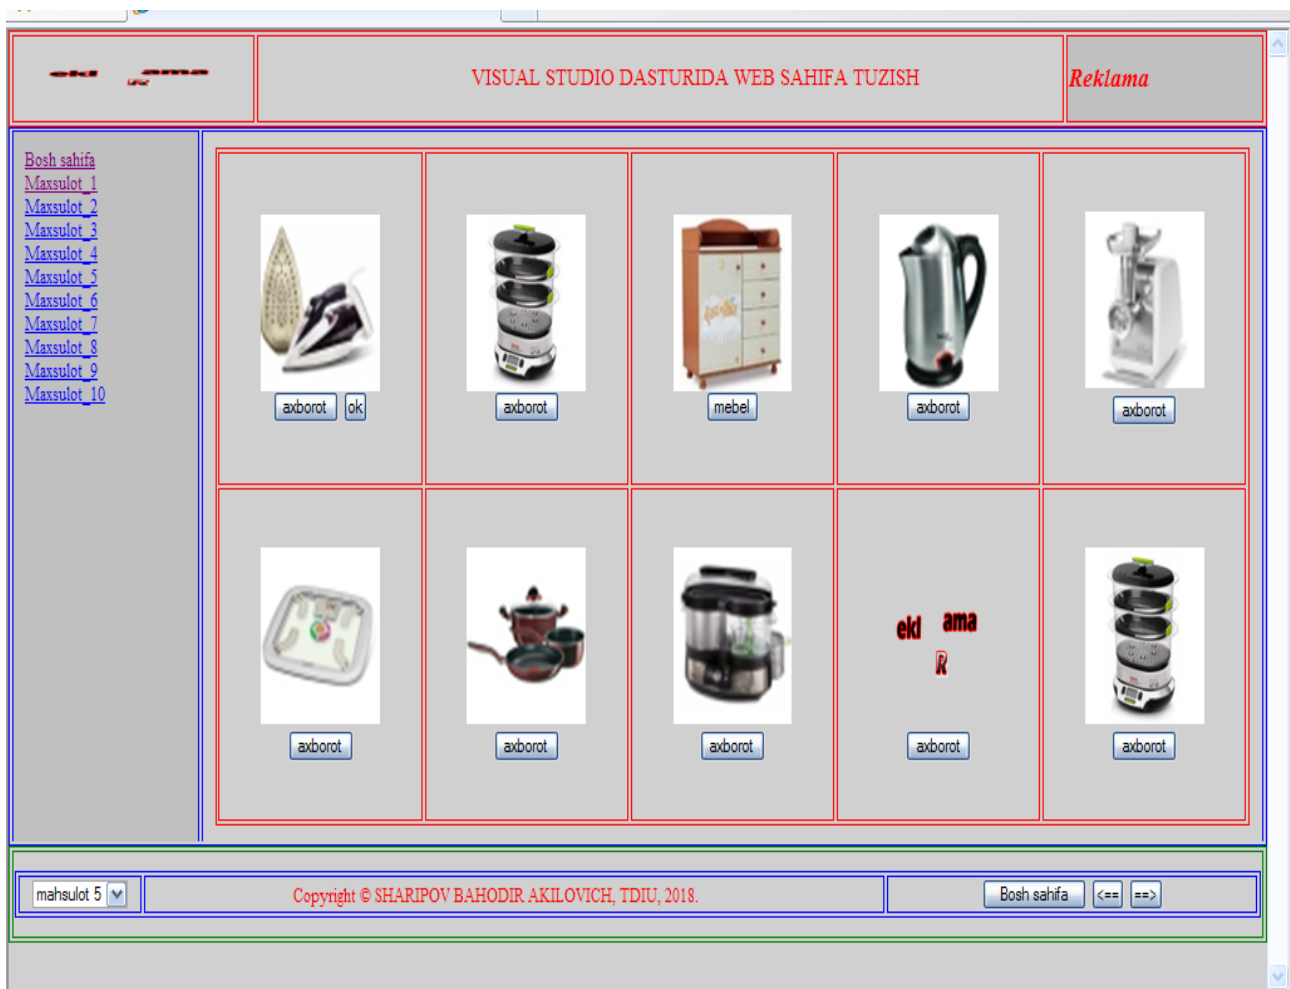 ekl ama
R
VISUAL STUDIO DASTURIDA WEB SAHIFA TUZISH
Reklama
Bosh sahifa
Maxsulot_1
Maxsulot_2
Maxsulot_3
Maxsulot_4
Maxsulot_5
Maxsulot_6
Maxsulot_7
Maxsulot_8
Maxsulot_9
Maxsulot_10
axborot ok
axborot
mebel
axborot
axborot
ekl ama
R
axborot
axborot
axborot
axborot
axborot
mahsulot 5
Copyright © SHARIPOV BAHODIR AKILOVICH, TDIU, 2018.
Bosh sahifa <== ==>